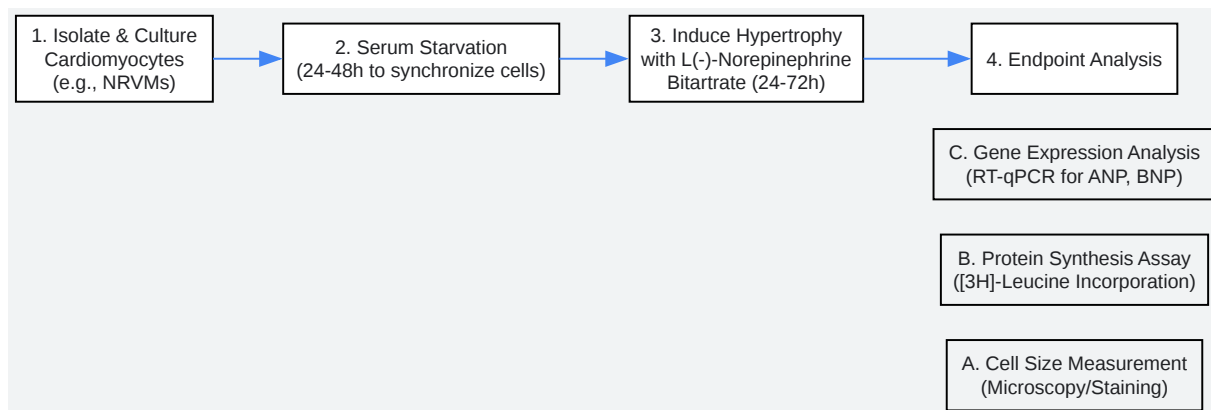 1. Isolate & Culture
Cardiomyocytes
(e.g., NRVMs)
2. Serum Starvation
(24-48h to synchronize cells)
3. Induce Hypertrophy
with L(-)-Norepinephrine
Bitartrate (24-72h)
4. Endpoint Analysis
C. Gene Expression Analysis
(RT-qPCR for ANP, BNP)
B. Protein Synthesis Assay
([3H]-Leucine Incorporation)
A. Cell Size Measurement
(Microscopy/Staining)